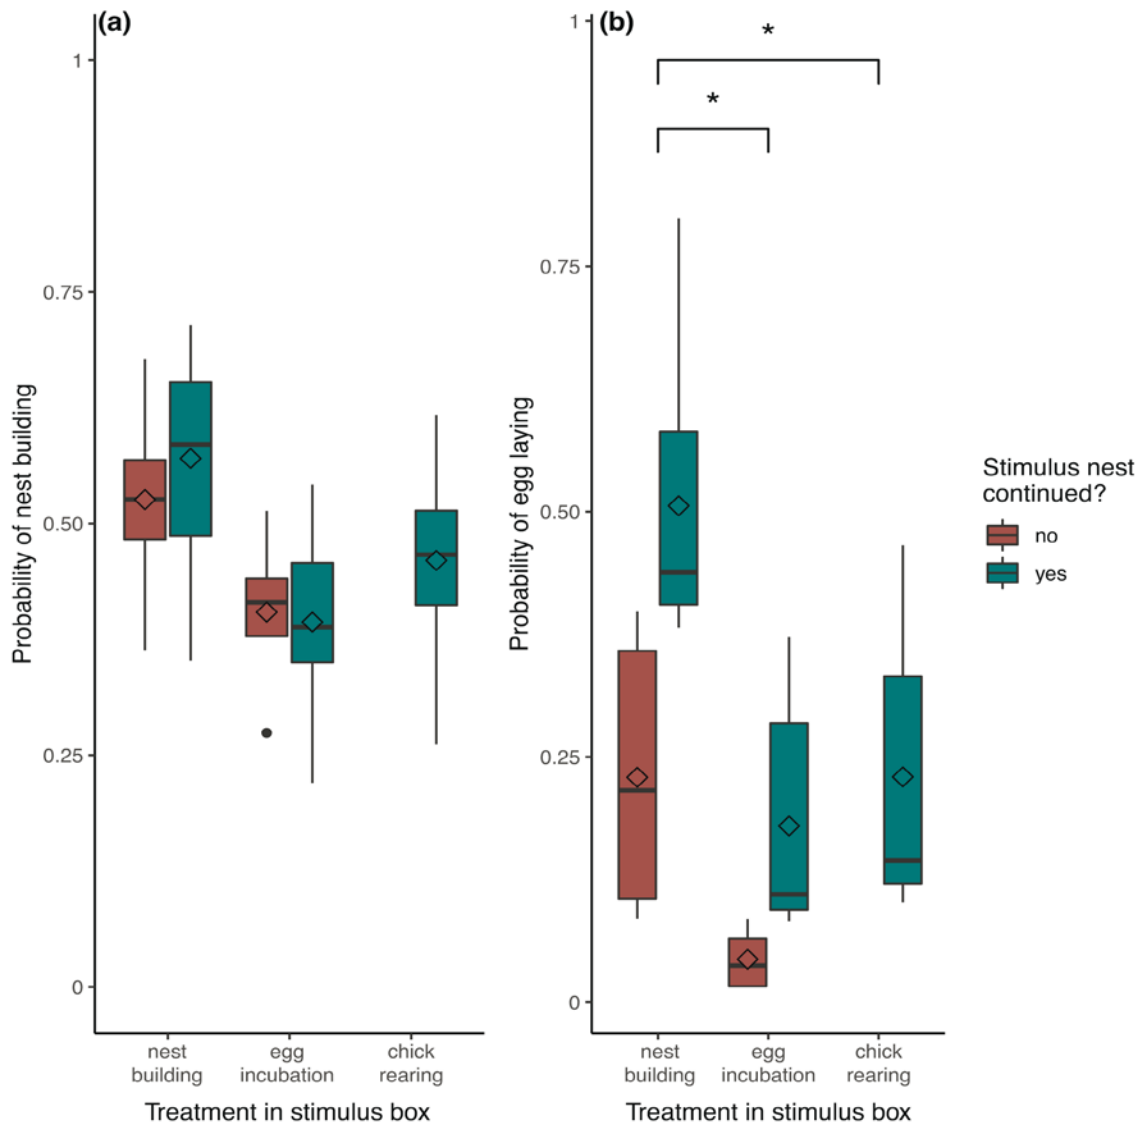 (a)
1
0.75
0.50
0.25
0
Probability of nest building
nest
building
egg
incubation
chick
rearing
Treatment in stimulus box
(b)
*
*
1
0.75
0.50
0.25
0
Probability of egg laying
nest
building
egg
incubation
chick
rearing
Treatment in stimulus box
Stimulus nest
continued?
no
yes